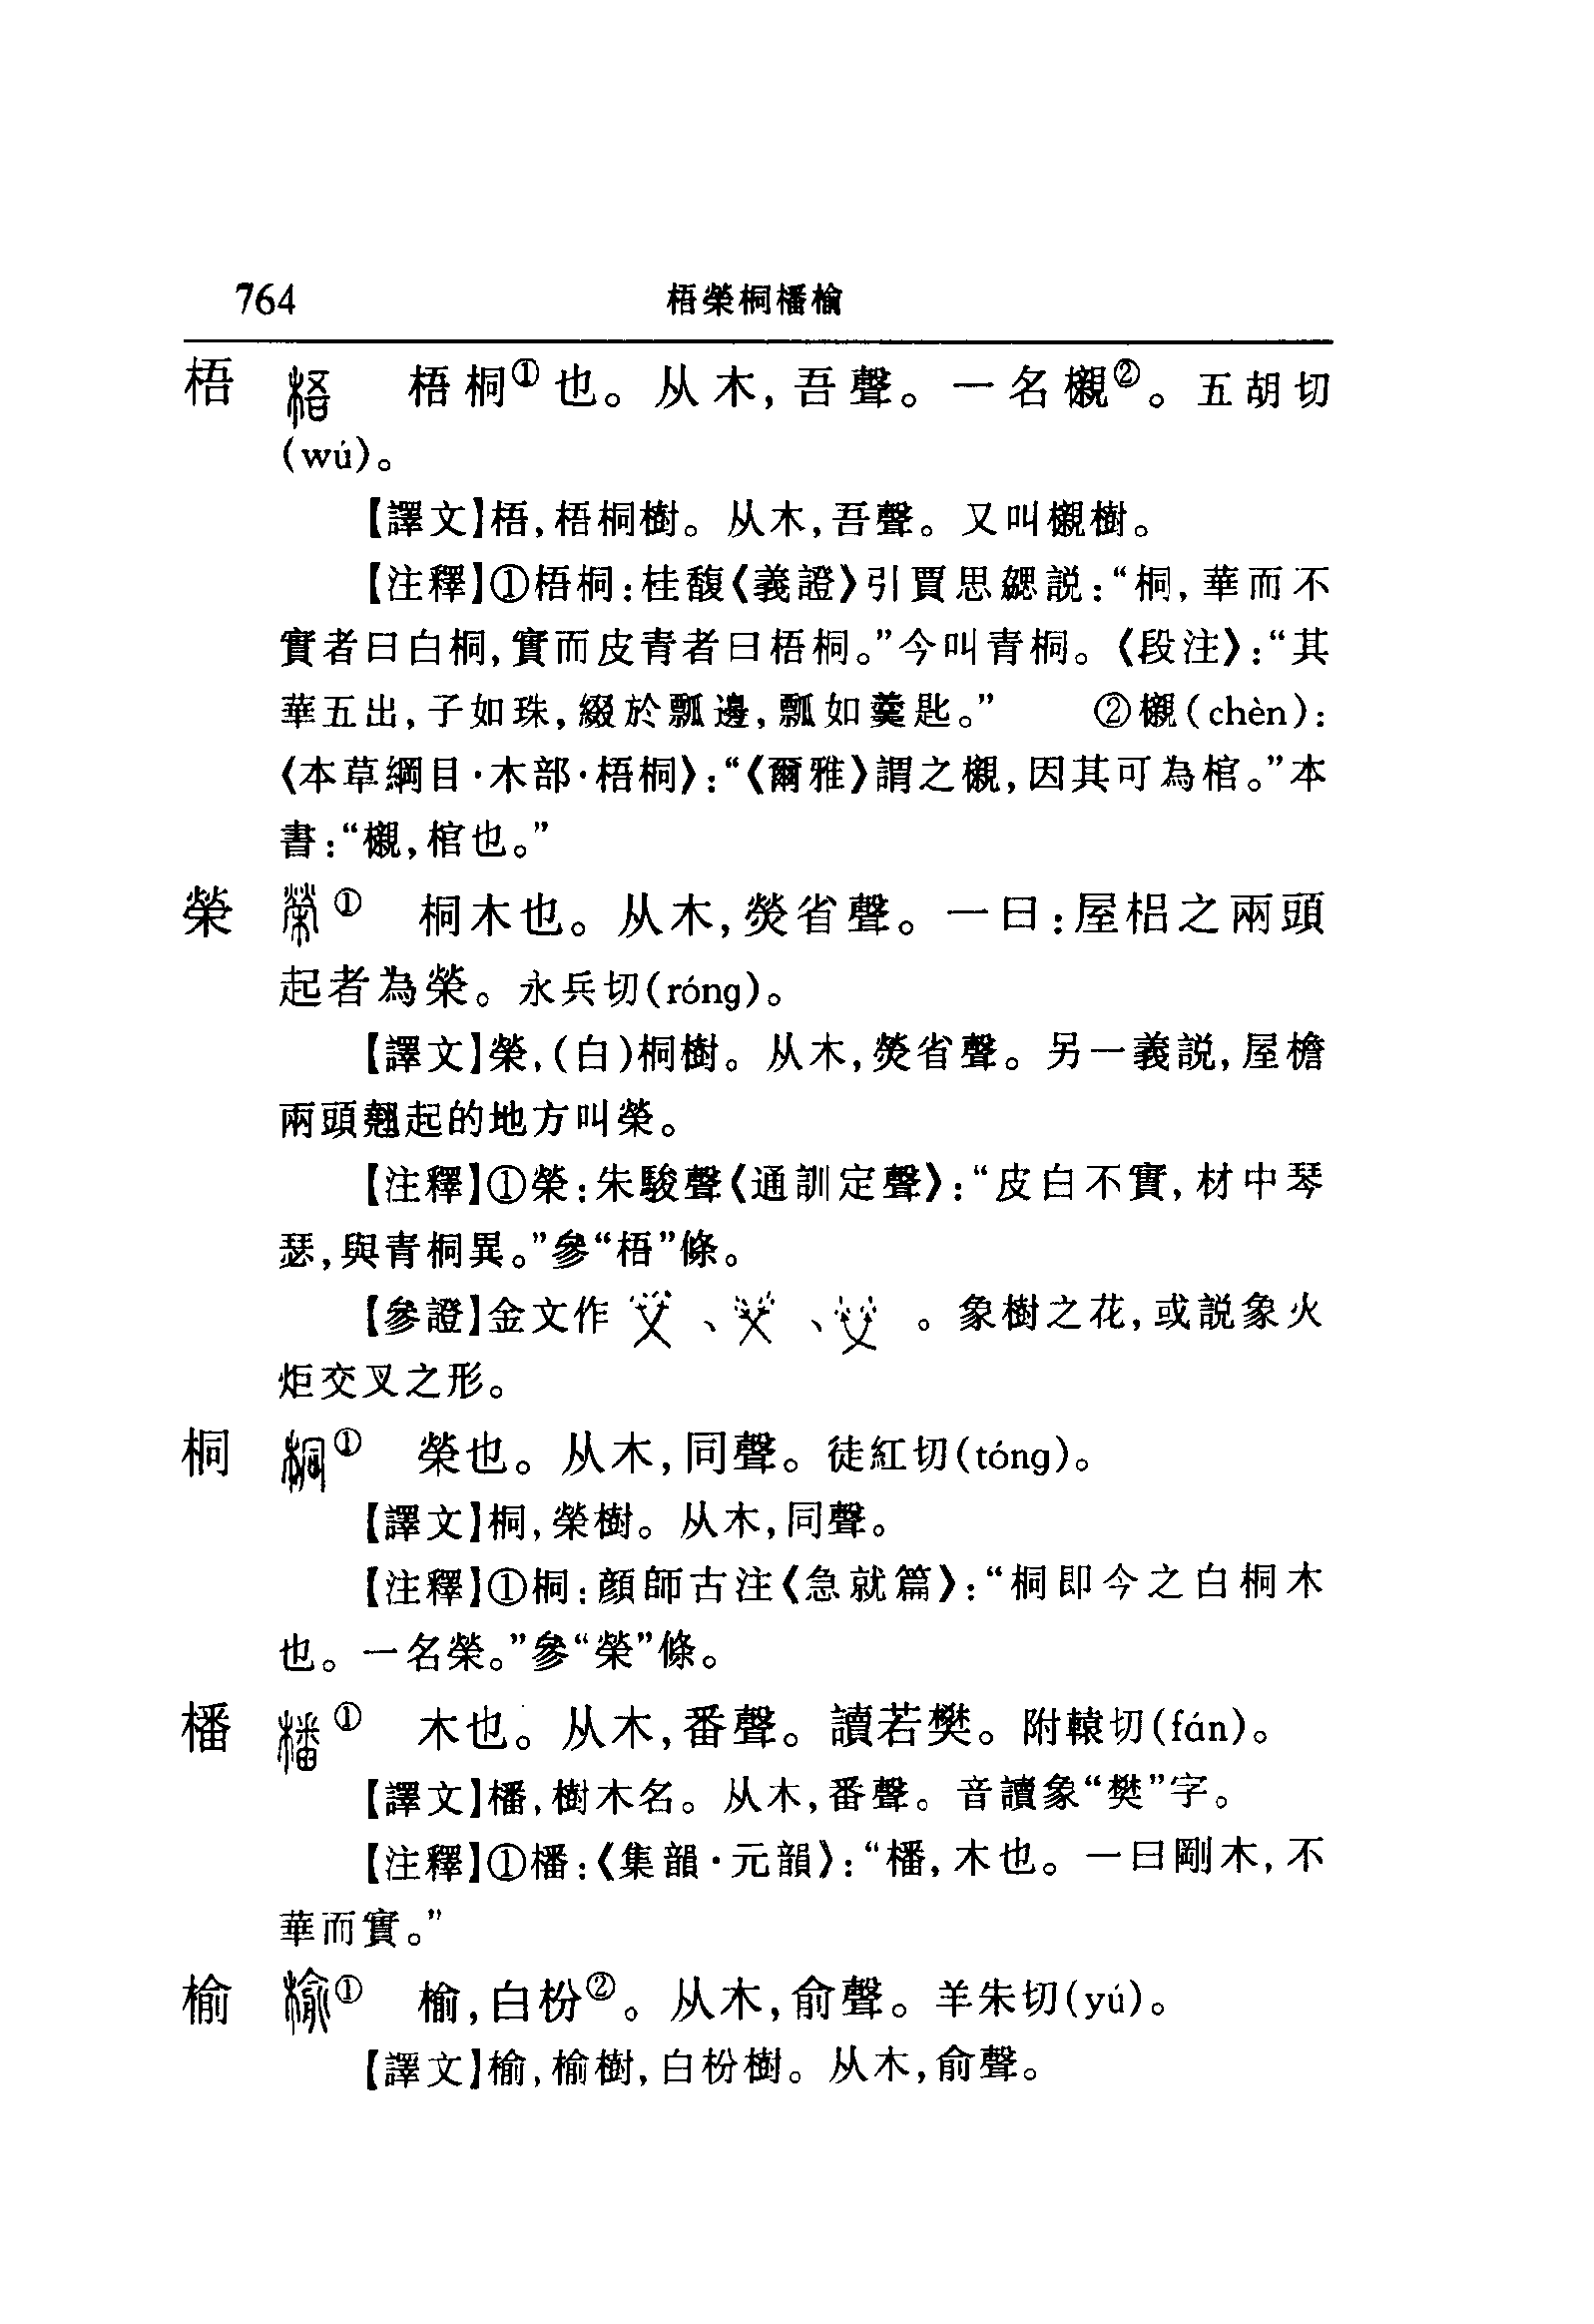 764 梧榮桐橎榆
梧 梧桐①也。从木,吾聲。一名櫬②。五胡切
(wú)。
【譯文】梧,梧桐樹。从木,吾聲。又叫櫬樹。
【注釋】①梧桐:桂馥《義證》引賈思勰説:“桐,華而不
實者曰白桐,實而皮青者曰梧桐。”今叫青桐。《段注》:“其
華五出,子如珠,綴於瓢邊,瓢如羹匙。” ②櫬(chèn):
《本草綱目·木部·梧桐》:“《爾雅》謂之櫬,因其可為棺。”本
書:“櫬,棺也。”
榮 ① 桐木也。从木,熒省聲。一曰:屋梠之兩頭
起者為榮。永兵切(róng)。
【譯文】榮,(白)桐樹。从木,熒省聲。另一義説,屋檐
兩頭翹起的地方叫榮。
【注釋】①榮:朱駿聲《通訓定聲》:“皮白不實,材中琴
瑟,與青桐異。”參“梧”條。
【參證】金文作 、 、 。象樹之花,或説象火
炬交叉之形。
桐 ① 榮也。从木,同聲。徒紅切(tóng)。
【譯文】桐,榮樹。从木,同聲。
【注釋】①桐:顔師古注《急就篇》:“桐即今之白桐木
也。一名榮。”參“榮”條。
橎 ① 木也。从木,番聲。讀若樊。附轅切(fán)。
【譯文】橎,樹木名。从木,番聲。音讀象“樊”字。
【注釋】①橎:《集韻·元韻》:“橎,木也。一曰剛木,不
華而實。”
榆 ① 榆,白枌②。从木,俞聲。羊朱切(yú)。
【譯文】榆,榆樹,白枌樹。从木,俞聲。